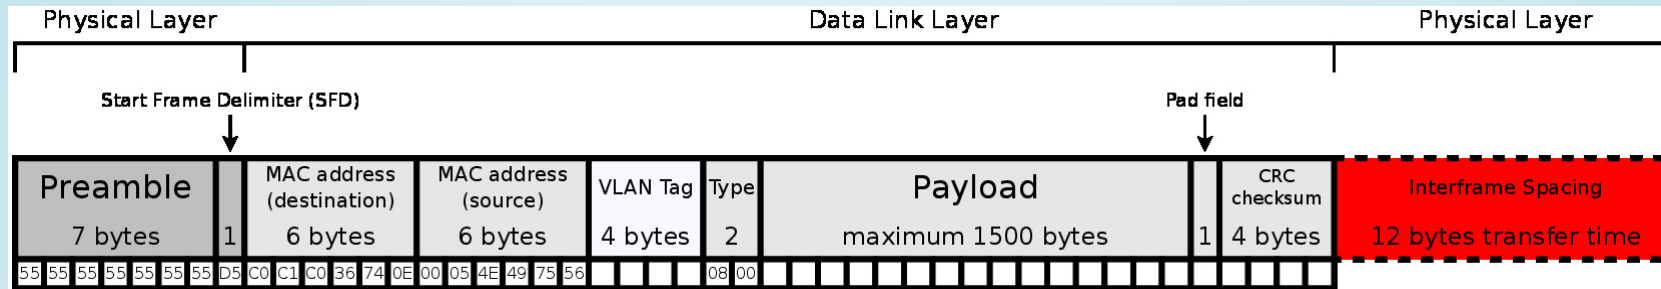 Physical Layer Data Link Layer Physical Layer
Start Frame Delimiter (SFD) Pad field
Preamble
7 bytes
1
MAC address
(destination)
6 bytes
MAC address
(source)
6 bytes
VLAN Tag
4 bytes
Type
2
Payload
maximum 1500 bytes
1
CRC
checksum
4 bytes
Interframe Spacing
12 bytes transfer time
55 55 55 55 55 55 55 D5 C0 C1 C0 36 74 0E 00 05 4E 49 75 56 08 00